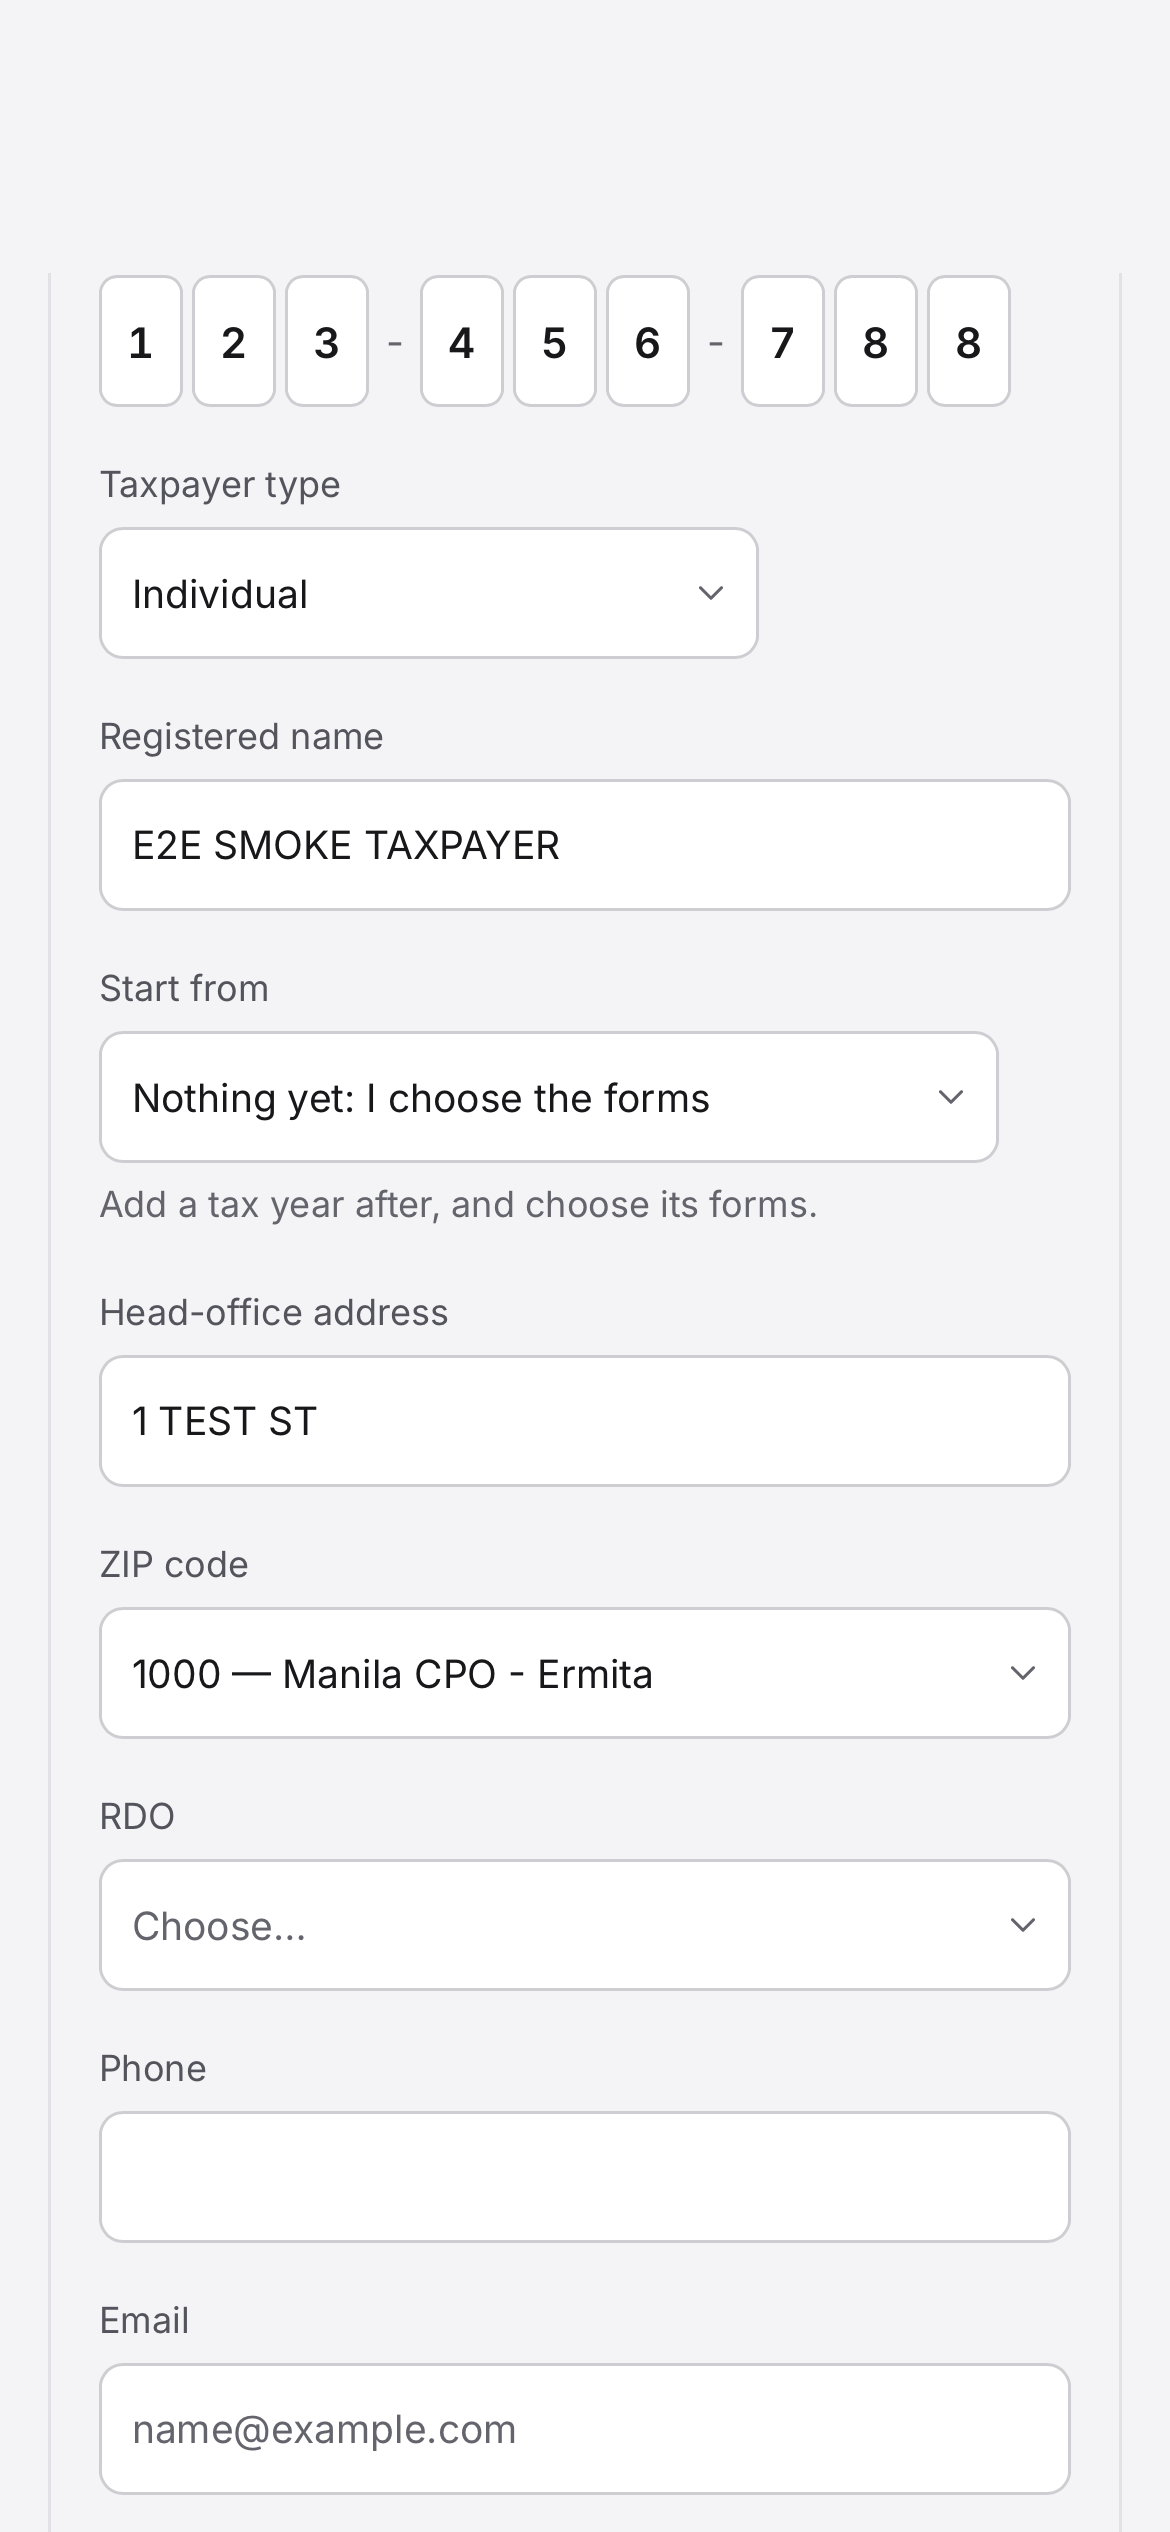 1 2 3 - 4 5 6 - 7 8 8
Taxpayer type
Individual
Registered name
E2E SMOKE TAXPAYER
Start from
Nothing yet: I choose the forms
Add a tax year after, and choose its forms.
Head-office address
1 TEST ST
ZIP code
1000 — Manila CPO - Ermita
RDO
Choose...
Phone
Email
name@example.com